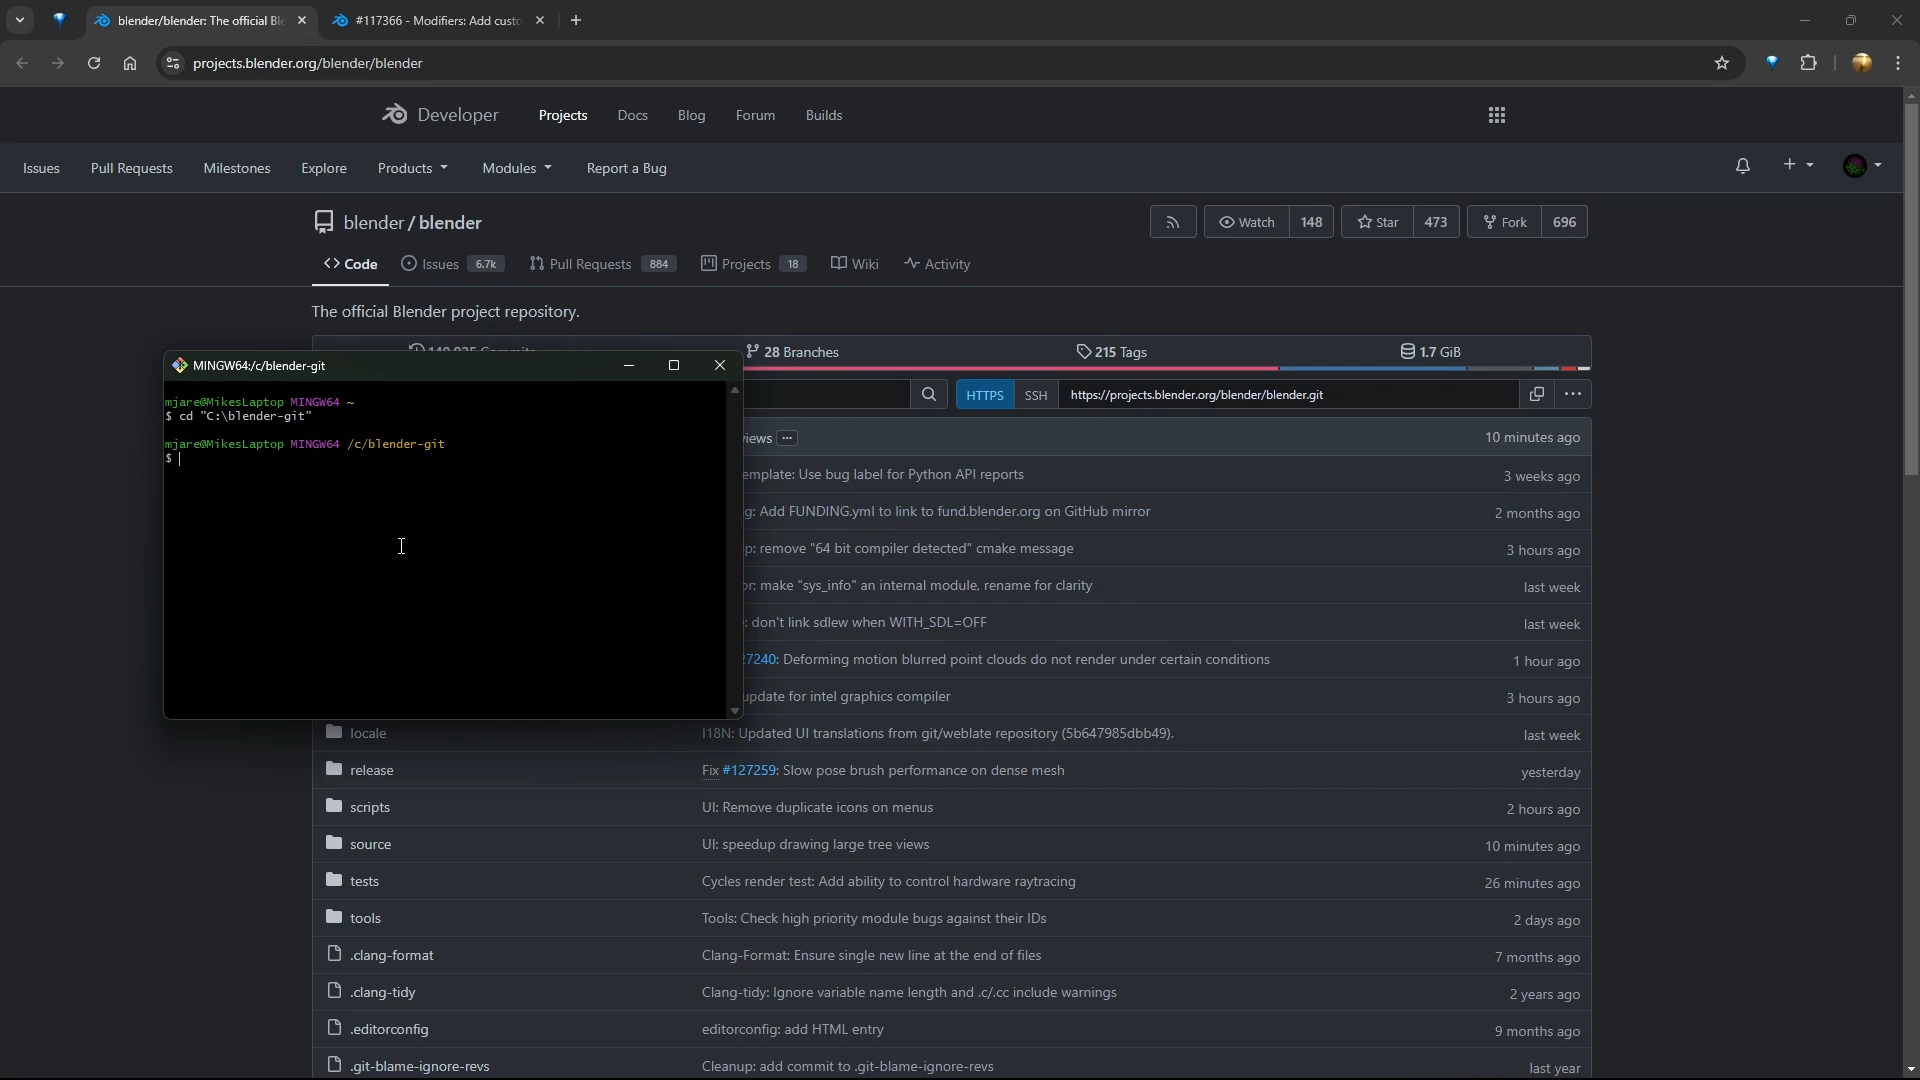 blender/blender: The official Ble
#117366 - Modifiers: Add custo
projects.blender.org/blender/blender
Developer
Projects
Docs
Blog
Forum
Builds
Issues
Pull Requests
Milestones
Explore
Products
Modules
Report a Bug
blender / blender
Watch 148
Star 473
Fork 696
Code
Issues 6.7k
Pull Requests 884
Projects 18
Wiki
Activity
The official Blender project repository.
28 Branches
215 Tags
1.7 GiB
MINGW64:/c/blender-git
mjare@MikesLaptop MINGW64 ~
$ cd "C:\blender-git"
mjare@MikesLaptop MINGW64 /c/blender-git
$
HTTPS
SSH
https://projects.blender.org/blender/blender.git
iews ... 10 minutes ago
emplate: Use bug label for Python API reports 3 weeks ago
g: Add FUNDING.yml to link to fund.blender.org on GitHub mirror 2 months ago
p: remove "64 bit compiler detected" cmake message 3 hours ago
or: make "sys_info" an internal module, rename for clarity last week
: don't link sdlew when WITH_SDL=OFF last week
27240: Deforming motion blurred point clouds do not render under certain conditions 1 hour ago
update for intel graphics compiler 3 hours ago
locale I18N: Updated UI translations from git/weblate repository (5b647985dbb49). last week
release Fix #127259: Slow pose brush performance on dense mesh yesterday
scripts UI: Remove duplicate icons on menus 2 hours ago
source UI: speedup drawing large tree views 10 minutes ago
tests Cycles render test: Add ability to control hardware raytracing 26 minutes ago
tools Tools: Check high priority module bugs against their IDs 2 days ago
.clang-format Clang-Format: Ensure single new line at the end of files 7 months ago
.clang-tidy Clang-tidy: Ignore variable name length and .c/.cc include warnings 2 years ago
.editorconfig editorconfig: add HTML entry 9 months ago
.git-blame-ignore-revs Cleanup: add commit to .git-blame-ignore-revs last year